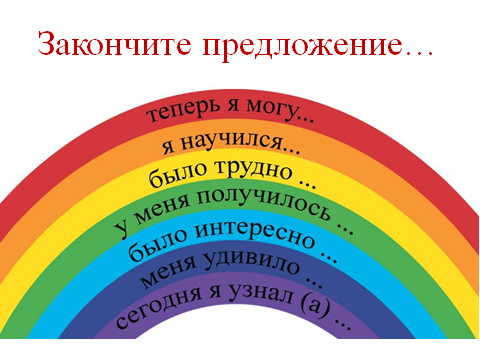 Закончите предложение…
теперь я могу...
я научился...
было трудно ...
у меня получилось ...
было интересно ...
меня удивило ...
сегодня я узнал (а) ...